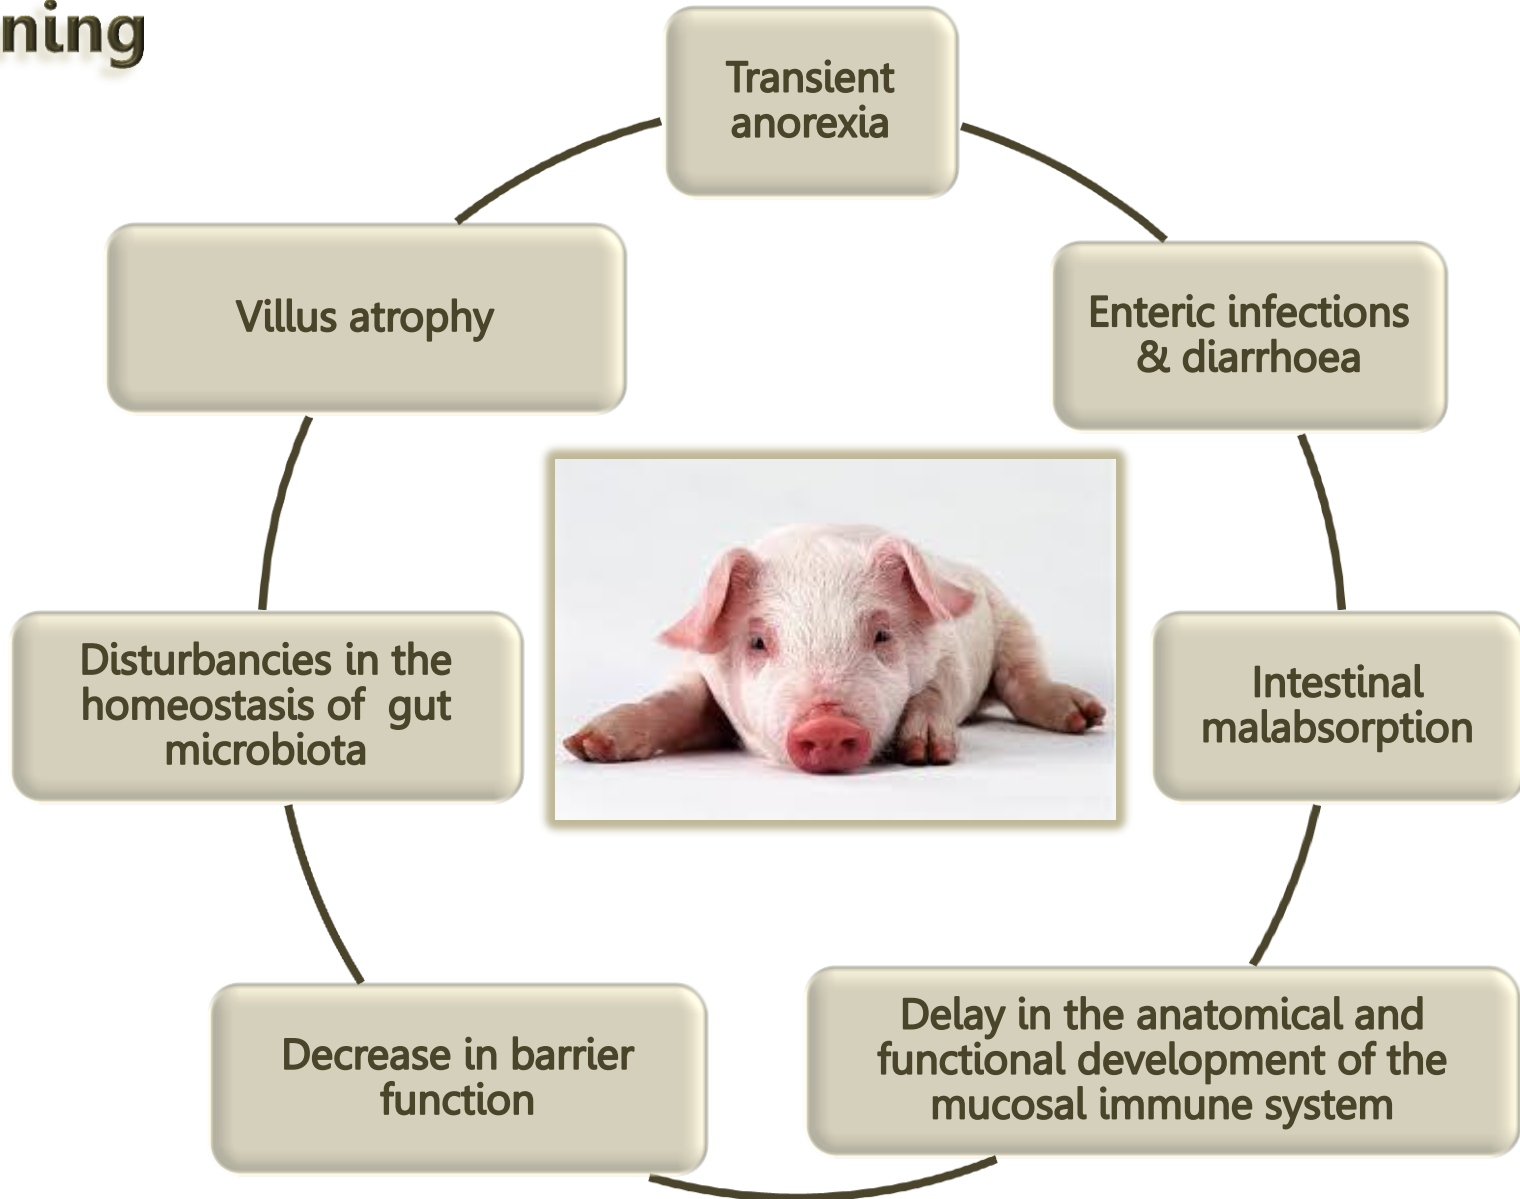 ning
Transient
anorexia
Enteric infections
& diarrhoea
Intestinal
malabsorption
Delay in the anatomical and
functional development of the
mucosal immune system
Decrease in barrier
function
Disturbancies in the
homeostasis of  gut
microbiota
Villus atrophy